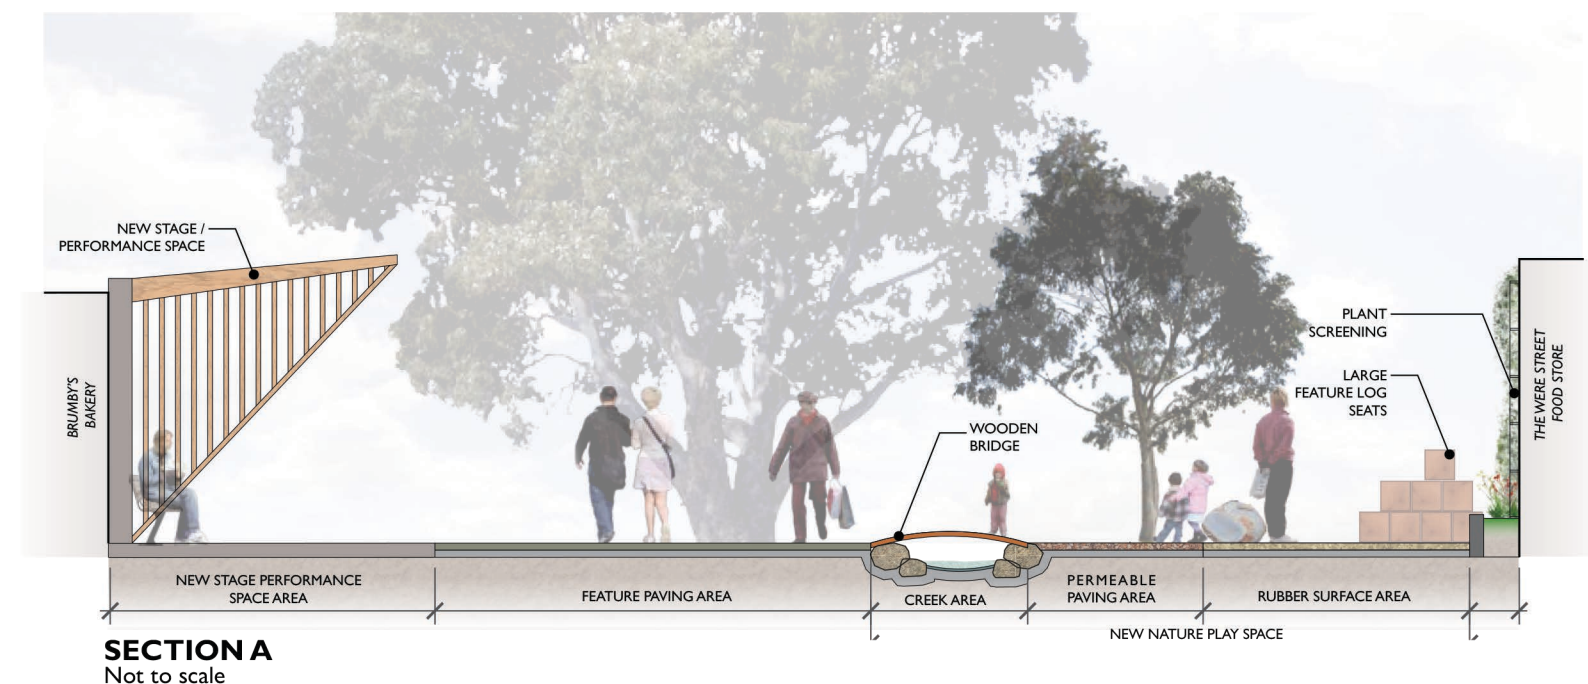 NEW STAGE /
PERFORMANCE SPACE
BRUMBY'S
BAKERY
WOODEN
BRIDGE
PLANT
SCREENING
LARGE
FEATURE LOG
SEATS
THE WERE STREET
FOOD STORE
NEW STAGE PERFORMANCE
SPACE AREA
FEATURE PAVING AREA
CREEK AREA
PERMEABLE
PAVING AREA
RUBBER SURFACE AREA
NEW NATURE PLAY SPACE
SECTION A
Not to scale